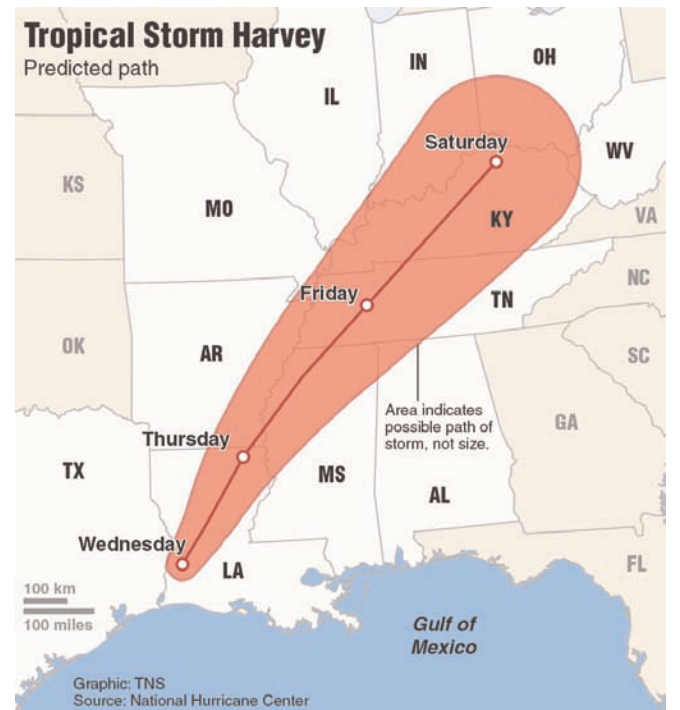 Tropical Storm Harvey
Predicted path
IN
OH
IL
Saturday
WV
KS
MO
KY
VA
Friday
TN
NC
OK
AR
SC
Area indicates
possible path of
storm, not size.
GA
Thursday
TX
MS
AL
Wednesday
LA
FL
100 km
100 miles
Gulf of
Mexico
Graphic: TNS
Source: National Hurricane Center